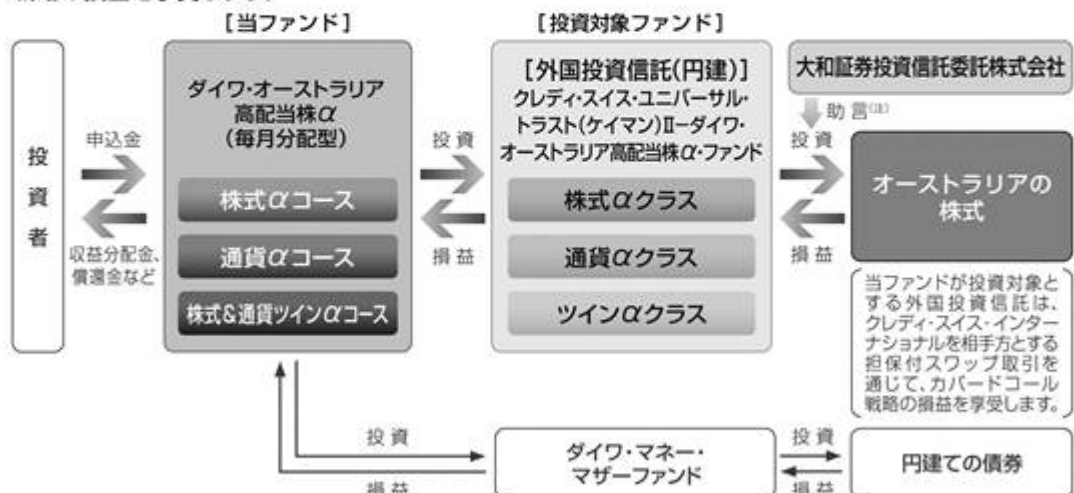 [当ファンド]
[投資対象ファンド]
投資者
申込金
収益分配金、
償還金など
ダイワ・オーストラリア
高配当株α
(毎月分配型)
株式αコース
通貨αコース
株式&通貨ツインαコース
投資
損益
[外国投資信託(円建)]
クレディ・スイス・ユニバーサル・
トラスト(ケイマン)Ⅱーダイワ・
オーストラリア高配当株α・ファンド
株式αクラス
通貨αクラス
ツインαクラス
大和証券投資信託委託株式会社
助言(注)
投資
損益
オーストラリアの
株式
当ファンドが投資対象と
する外国投資信託は、
クレディ・スイス・インター
ナショナルを相手方とする
担保付スワップ取引を
通じて、カバードコール
戦略の損益を享受します。
投資
損益
ダイワ・マネー・
マザーファンド
投資
損益
円建ての債券